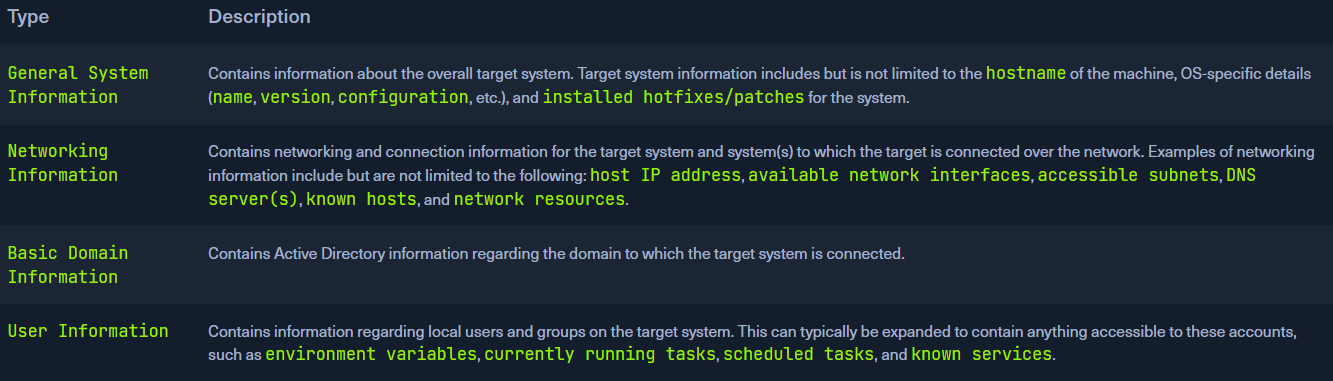 Type Description
General System Information
Contains information about the overall target system. Target system information includes but is not limited to the hostname of the machine, OS-specific details
(name, version, configuration, etc.), and installed hotfixes/patches for the system.
Networking Information
Contains networking and connection information for the target system and system(s) to which the target is connected over the network. Examples of networking
information include but are not limited to the following: host IP address, available network interfaces, accessible subnets, DNS
server(s), known hosts, and network resources.
Basic Domain Information
Contains Active Directory information regarding the domain to which the target system is connected.
User Information
Contains information regarding local users and groups on the target system. This can typically be expanded to contain anything accessible to these accounts,
such as environment variables, currently running tasks, scheduled tasks, and known services.